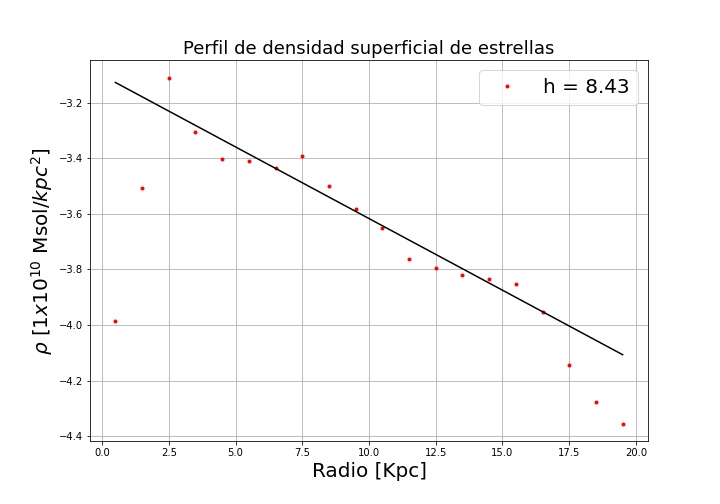 Perfil de densidad superficial de estrellas
h = 8.43
ρ [1x10^{10} Msol/kpc^2]
−3.2
−3.4
−3.6
−3.8
−4.0
−4.2
−4.4
0.0 2.5 5.0 7.5 10.0 12.5 15.0 17.5 20.0
Radio [Kpc]